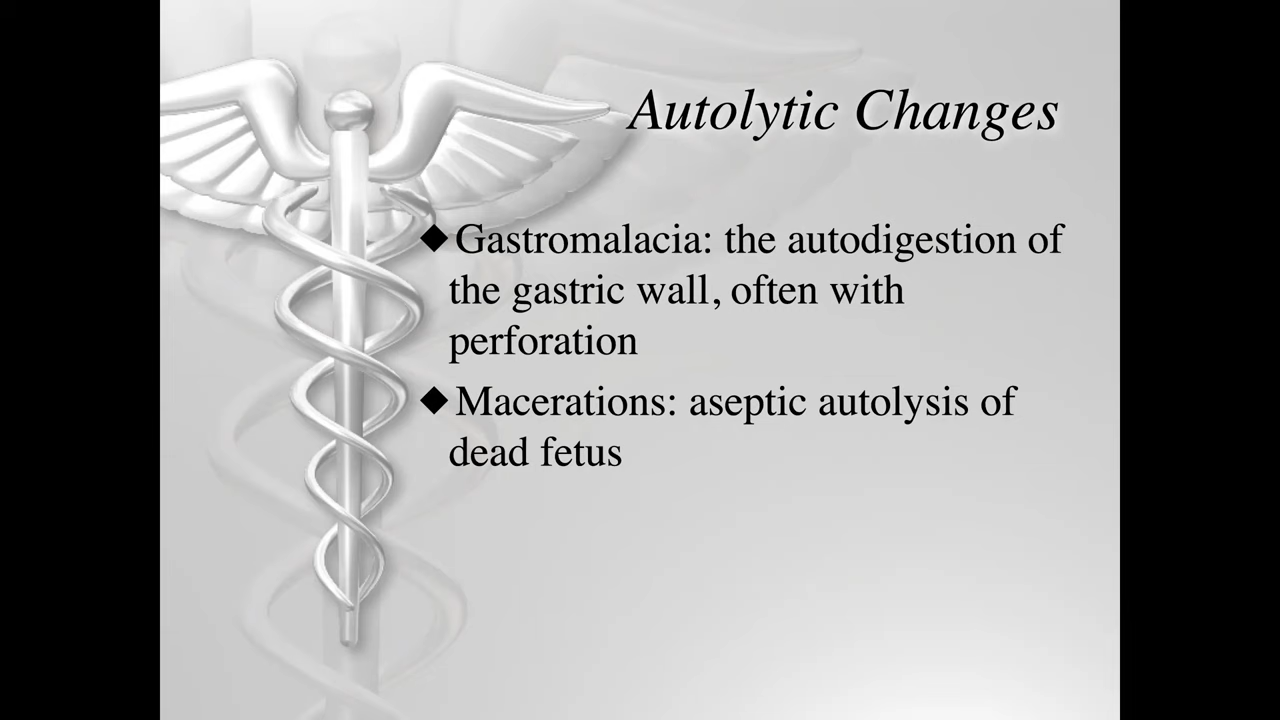 Autolytic Changes
◆Gastromalacia: the autodigestion of
the gastric wall, often with
perforation
◆Macerations: aseptic autolysis of
dead fetus